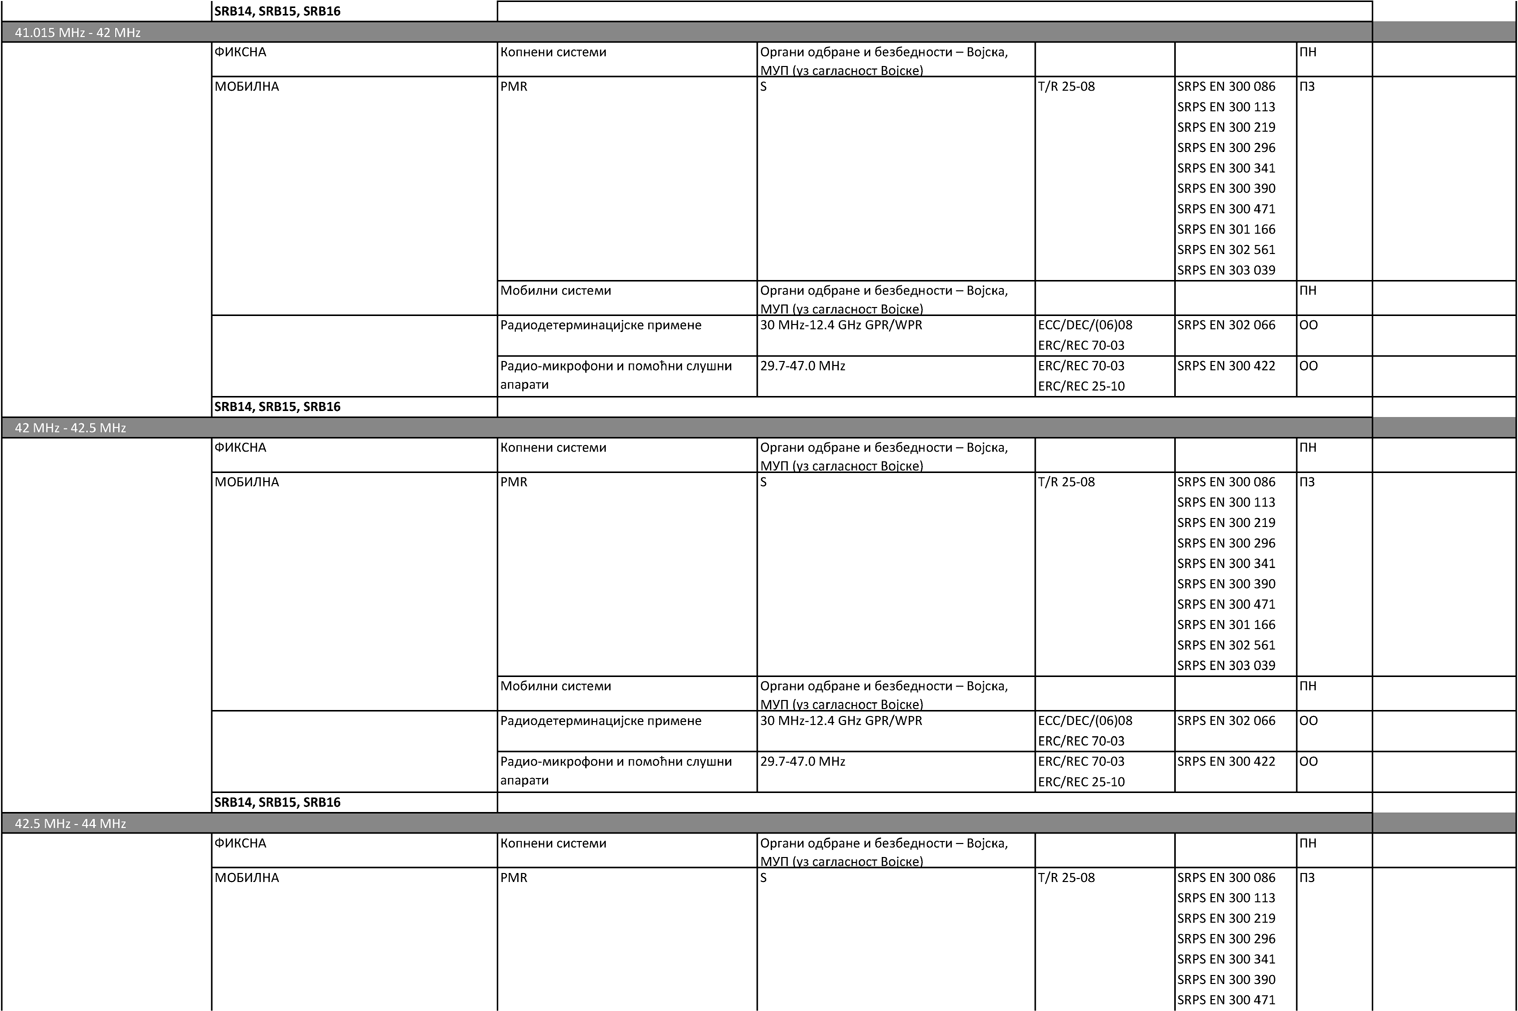 SRB14, SRB15, SRB16
41.015 MHz - 42 MHz
ФИКСНА Копнени системи Органи одбране и безбедности – Војска, ПН
МУП (уз сагласност Војске)
МОБИЛНА PMR S T/R 25-08 SRPS EN 300 086 ПЗ
SRPS EN 300 113
SRPS EN 300 219
SRPS EN 300 296
SRPS EN 300 341
SRPS EN 300 390
SRPS EN 300 471
SRPS EN 301 166
SRPS EN 302 561
SRPS EN 303 039
Мобилни системи Органи одбране и безбедности – Војска, ПН
МУП (уз сагласност Војске)
Радиодетерминацијске примене 30 MHz-12.4 GHz GPR/WPR ECC/DEC/(06)08 SRPS EN 302 066 ОО
ERC/REC 70-03
Радио-микрофони и помоћни слушни 29.7-47.0 MHz ERC/REC 70-03 SRPS EN 300 422 ОО
апарати ERC/REC 25-10
SRB14, SRB15, SRB16
42 MHz - 42.5 MHz
ФИКСНА Копнени системи Органи одбране и безбедности – Војска, ПН
МУП (уз сагласност Војске)
МОБИЛНА PMR S T/R 25-08 SRPS EN 300 086 ПЗ
SRPS EN 300 113
SRPS EN 300 219
SRPS EN 300 296
SRPS EN 300 341
SRPS EN 300 390
SRPS EN 300 471
SRPS EN 301 166
SRPS EN 302 561
SRPS EN 303 039
Мобилни системи Органи одбране и безбедности – Војска, ПН
МУП (уз сагласност Војске)
Радиодетерминацијске примене 30 MHz-12.4 GHz GPR/WPR ECC/DEC/(06)08 SRPS EN 302 066 ОО
ERC/REC 70-03
Радио-микрофони и помоћни слушни 29.7-47.0 MHz ERC/REC 70-03 SRPS EN 300 422 ОО
апарати ERC/REC 25-10
SRB14, SRB15, SRB16
42.5 MHz - 44 MHz
ФИКСНА Копнени системи Органи одбране и безбедности – Војска, ПН
МУП (уз сагласност Војске)
МОБИЛНА PMR S T/R 25-08 SRPS EN 300 086 ПЗ
SRPS EN 300 113
SRPS EN 300 219
SRPS EN 300 296
SRPS EN 300 341
SRPS EN 300 390
SRPS EN 300 471